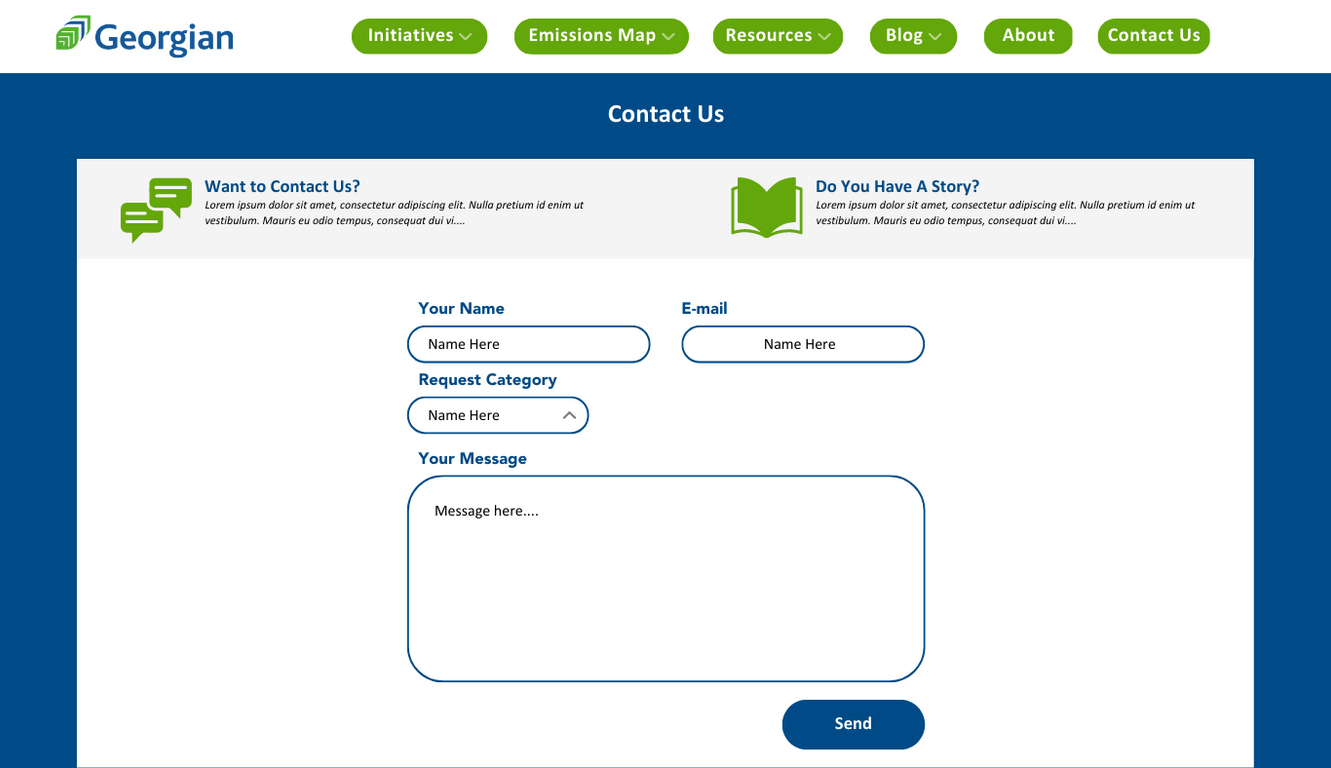 Georgian
Initiatives
Emissions Map
Resources
Blog
About
Contact Us
Contact Us
Want to Contact Us?
Lorem ipsum dolor sit amet, consectetur adipiscing elit. Nulla pretium id enim ut
vestibulum. Mauris eu odio tempus, consequat dui vi....
Do You Have A Story?
Lorem ipsum dolor sit amet, consectetur adipiscing elit. Nulla pretium id enim ut
vestibulum. Mauris eu odio tempus, consequat dui vi....
Your Name
E-mail
Name Here
Name Here
Request Category
Name Here
Your Message
Message here....
Send